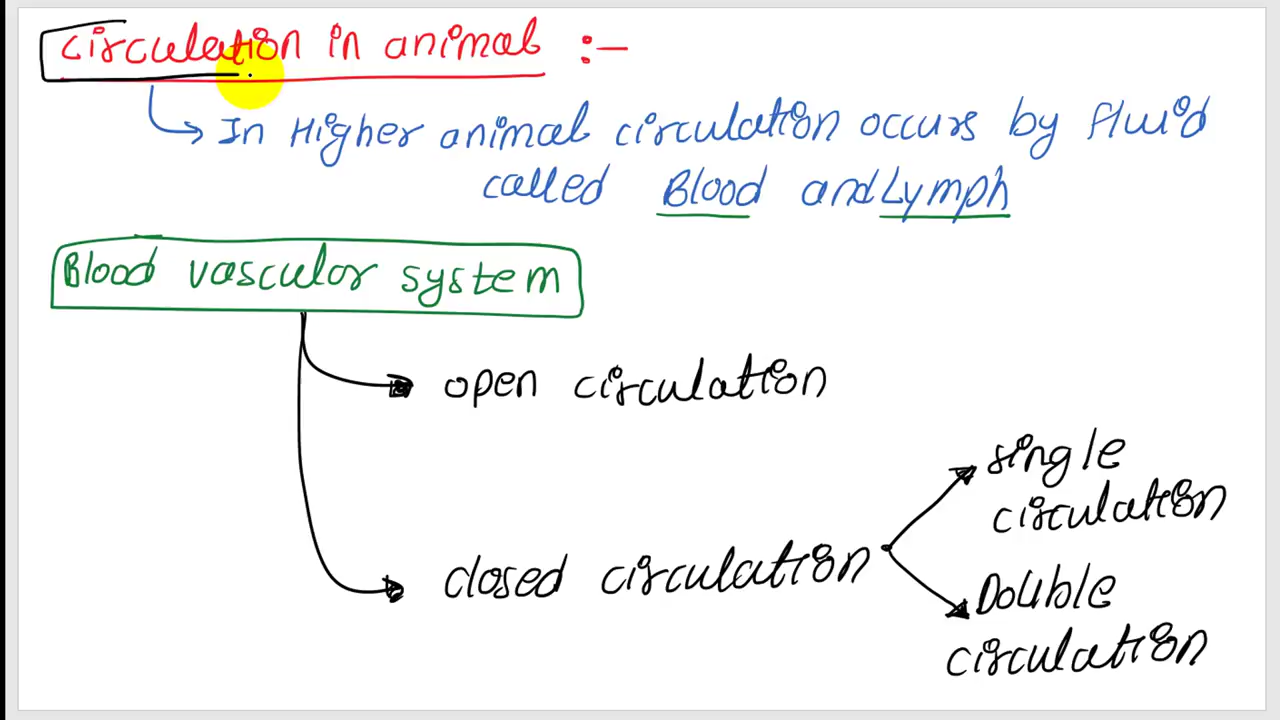 circulation in animal :-
In Higher animal circulation occurs by fluid
called Blood and Lymph
Blood vascular system
open circulation
single
circulation
closed circulation
Double
circulation